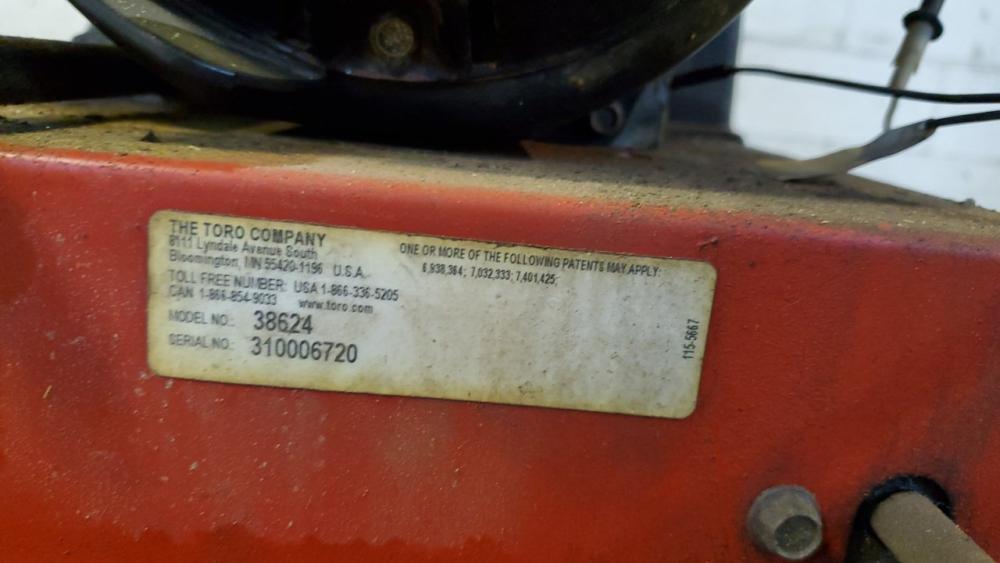 THE TORO COMPANY
8111 Lyndale Avenue South
Bloomington, MN 55420-1196 U.S.A.
TOLL FREE NUMBER: USA 1-866-336-5205
CAN 1-866-854-9033 www.toro.com
MODEL NO.: 38624
SERIAL NO.: 310006720
ONE OR MORE OF THE FOLLOWING PATENTS MAY APPLY:
6,938,364; 7,032,333; 7,401,425;
115-5667